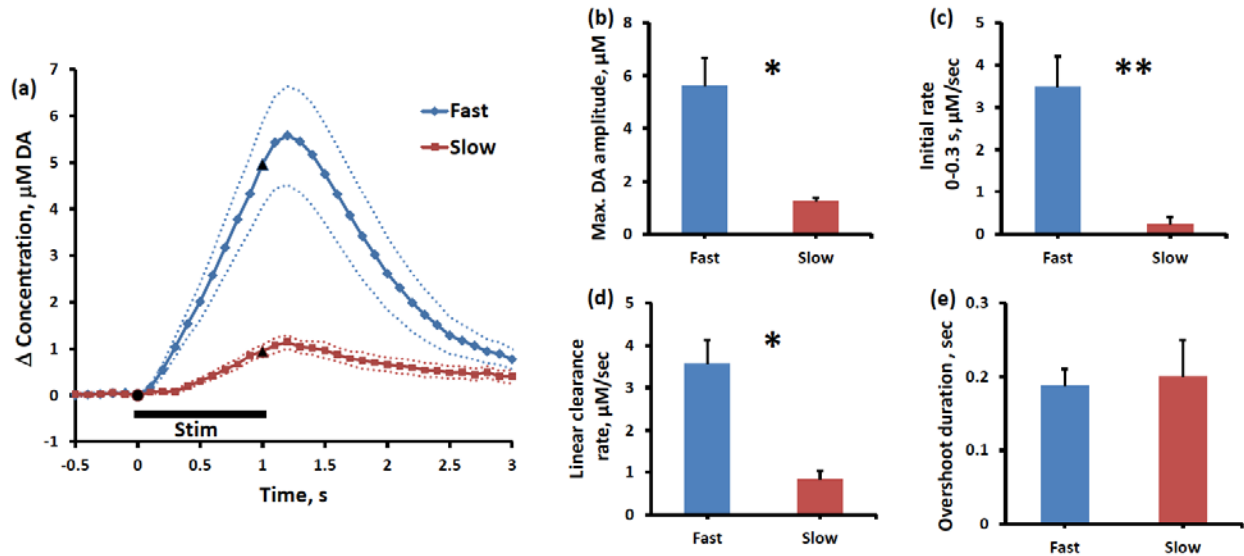 (a)
Δ Concentration, µM DA
7
6
5
4
3
2
1
0
-1
Fast
Slow
Stim
-0.5 0 0.5 1 1.5 2 2.5 3
Time, s
(b)
Max. DA amplitude, µM
8
6
4
2
0
*
Fast Slow
(c)
Initial rate
0-0.3 s, µM/sec
5
4
3
2
1
0
**
Fast Slow
(d)
Linear clearance
rate, µM/sec
5
4
3
2
1
0
*
Fast Slow
(e)
Overshoot duration , sec
0.3
0.2
0.1
0
Fast Slow